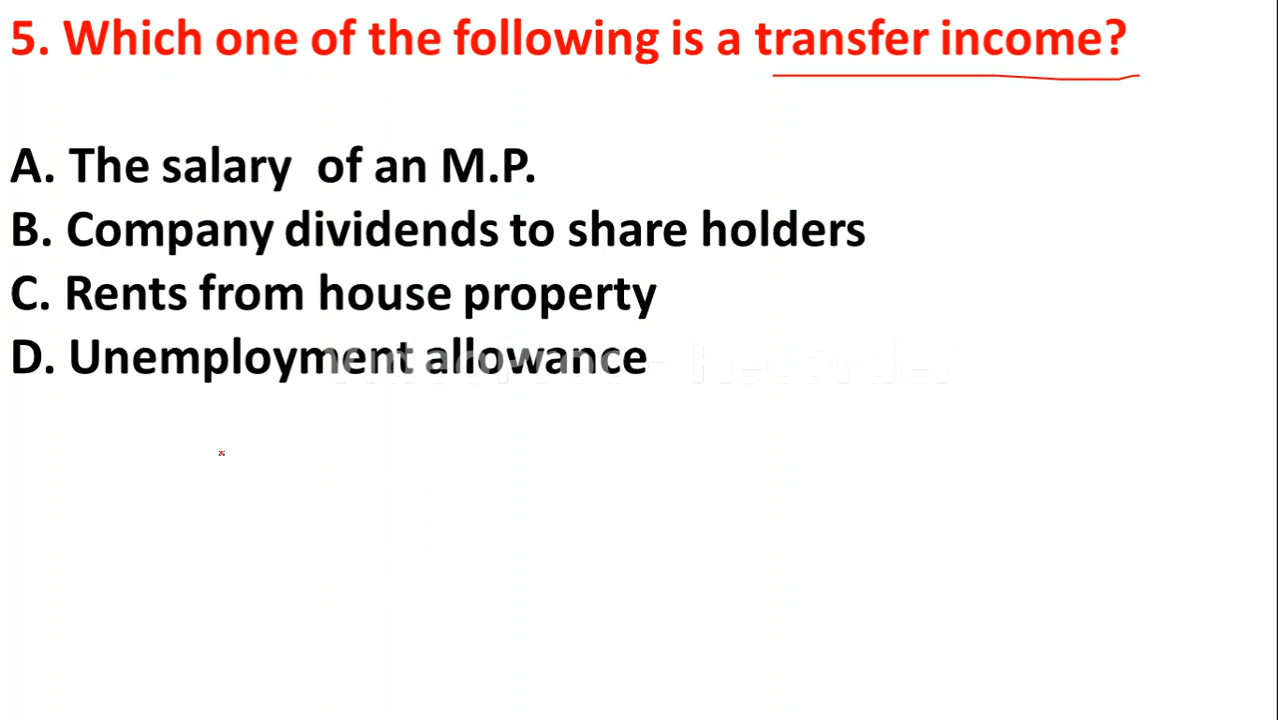 5. Which one of the following is a transfer income?
A. The salary of an M.P.
B. Company dividends to share holders
C. Rents from house property
D. Unemployment allowance
Recorder